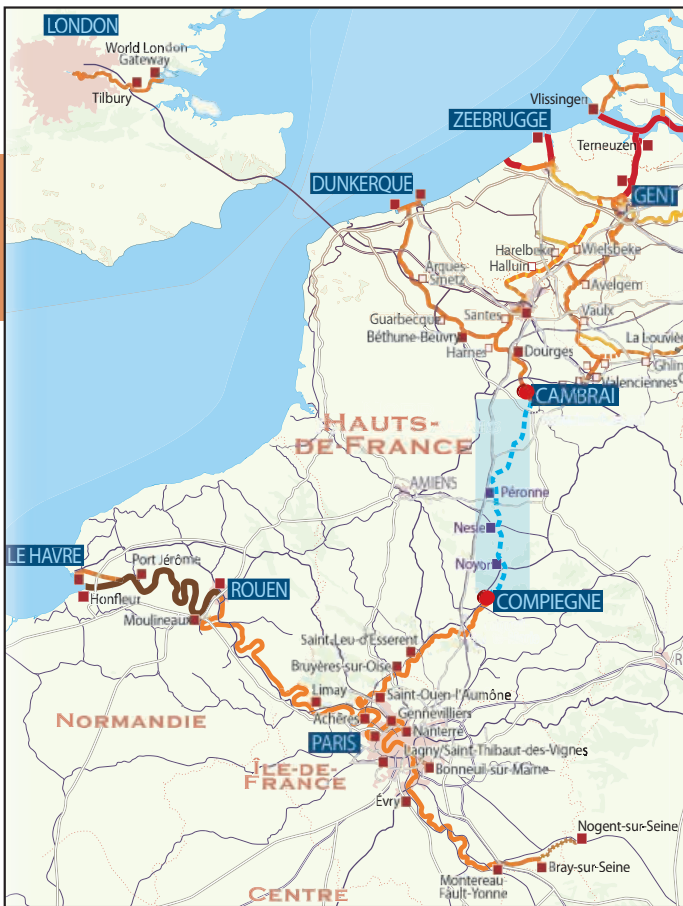 LONDON
World London
Gateway
Tilbury
Vlissingen
ZEEBRUGGE
Terneuzen
DUNKERQUE
GENT
Harelbeke
Wielsbeke
Halluin
Arques
Smetz
Avelgem
Guarbecque
Santes
Vaulx
Béthune-Beuvry
La Louviè
Harnes
Dourges
Ghlin
Valenciennes
CAMBRAI
HAUTS-
DE-FRANCE
AMIENS
Péronne
Nesle
LE HAVRE
Port Jérôme
Noyon
ROUEN
Honfleur
COMPIEGNE
Moulineaux
Saint-Leu-d'Esserent
Bruyères-sur-Oise
R
Limay
Saint-Ouen-l'Aumône
NORMANDIE
Achères
Gennevilliers
PARIS
Nanterre
Lagny/Saint-Thibaut-des-Vignes
ÎLE-DE-
FRANCE
Bonneuil-sur-Marne
Évry
Nogent-sur-Seine
Bray-sur-Seine
Montereau
Fault-Yonne
CENTRE